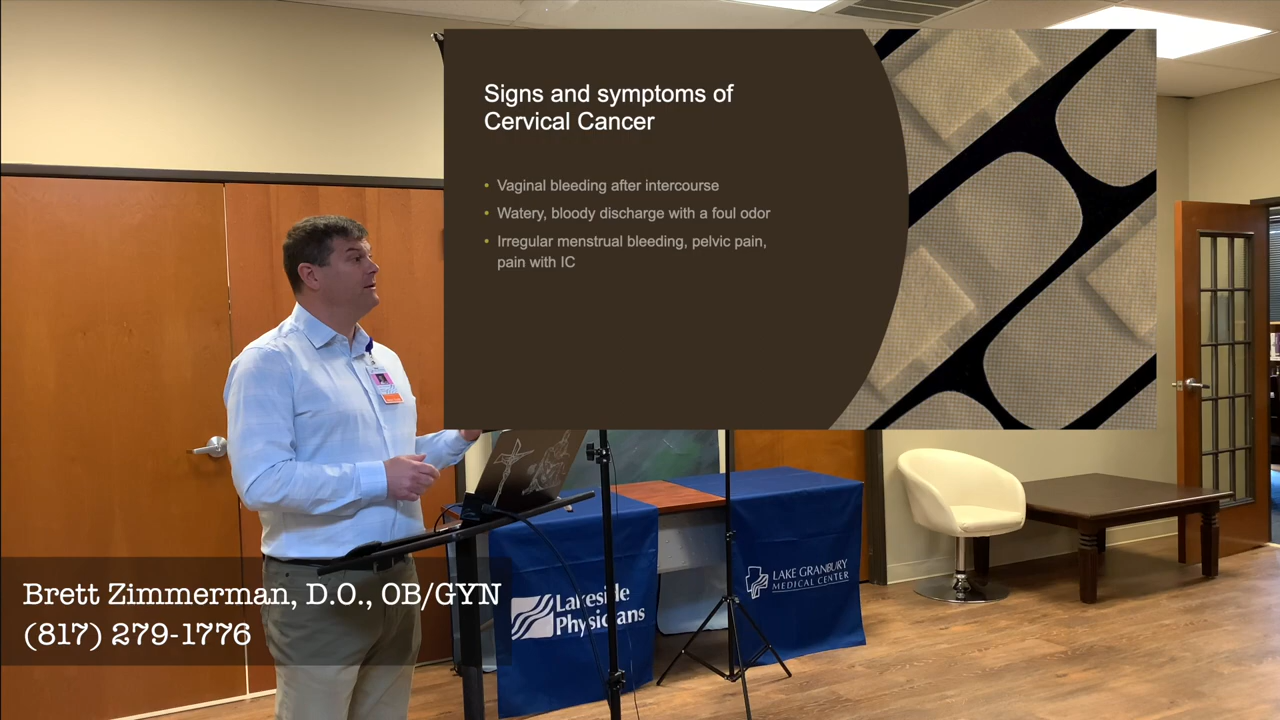 Signs and symptoms of
Cervical Cancer
• Vaginal bleeding after intercourse
• Watery, bloody discharge with a foul odor
• Irregular menstrual bleeding, pelvic pain,
pain with IC
Brett Zimmerman, D.O., OB/GYN
(817) 279-1776
Lakeside
Physicians
LAKE GRANBURY
MEDICAL CENTER